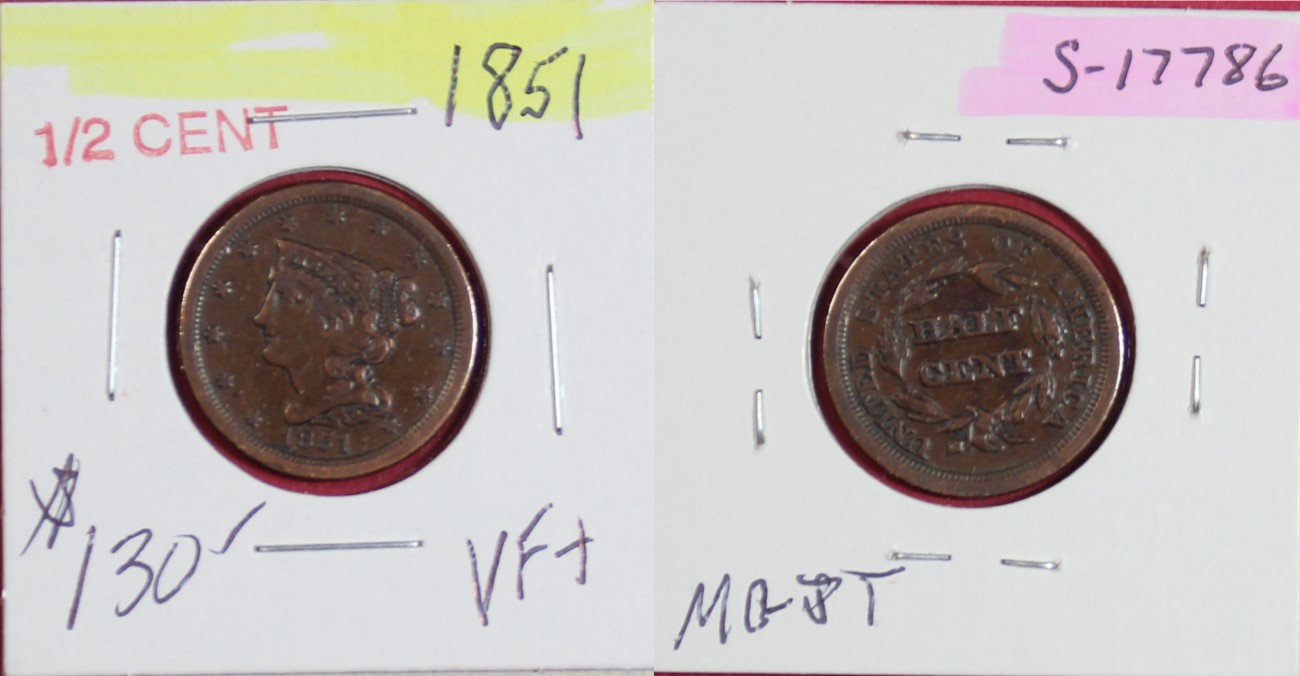 1851
1/2 CENT
1851
$130
VF+
S-17786
UNITED STATES OF AMERICA
HALF
CENT